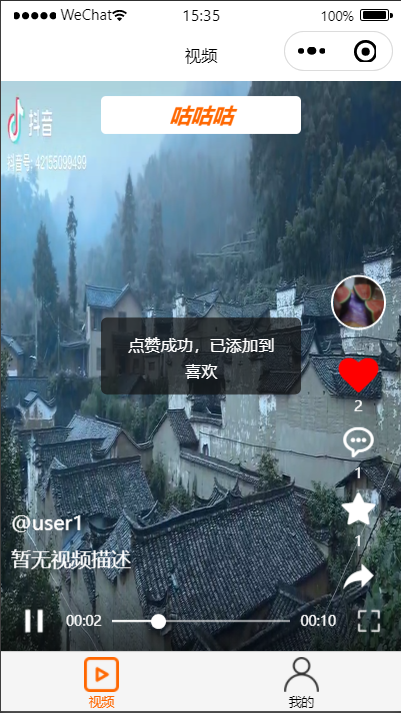 WeChat 15:35 100%
视频
咕咕咕
抖音
抖音号: 42155099499
点赞成功，已添加到
喜欢
2
1
1
@user1
暂无视频描述
00:02 00:10
视频 我的